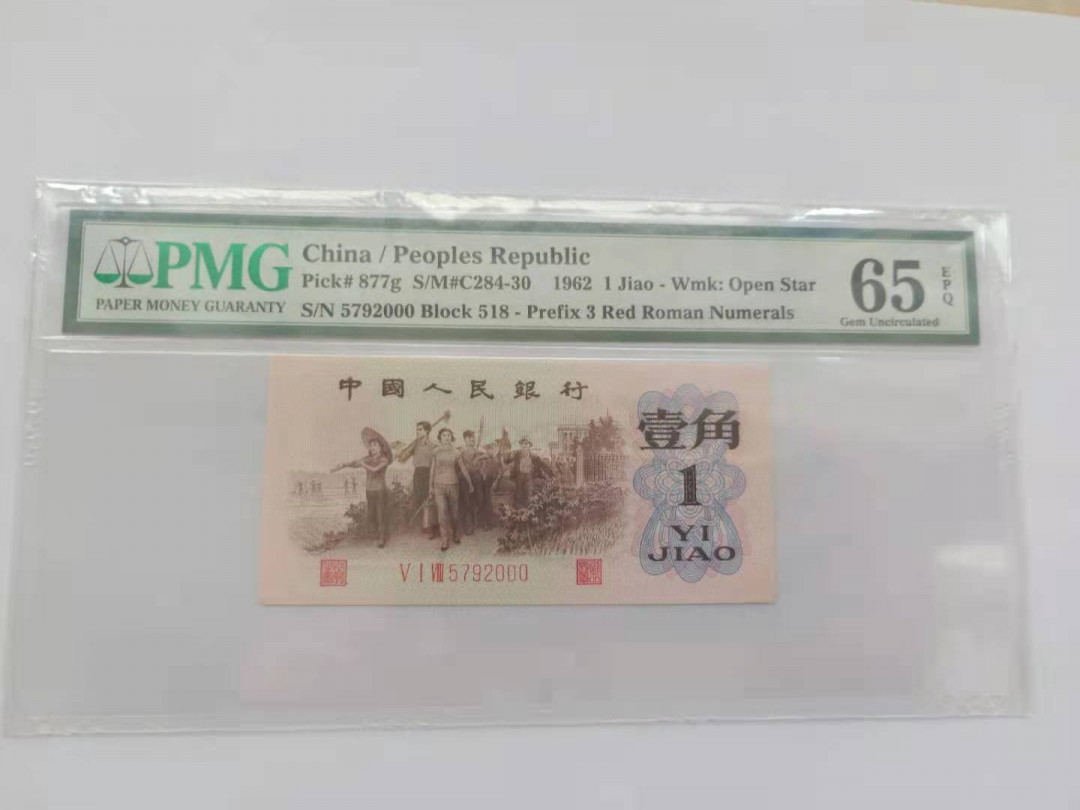 PMG
PAPER MONEY GUARANTY
China / Peoples Republic
Pick# 877g S/M#C284-30 1962 1 Jiao - Wmk: Open Star
S/N 5792000 Block 518 - Prefix 3 Red Roman Numerals
65
EPQ
Gem Uncirculated
中國人民銀行
壹角
1
YI
JIAO
V I VIII 5792000